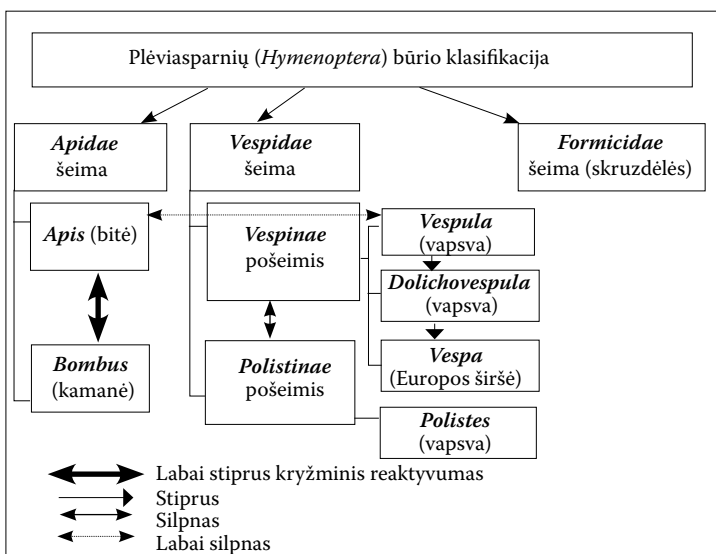 Plėviasparnių (Hymenoptera) būrio klasifikacija
Apidae
šeima
Vespidae
šeima
Formicidae
šeima (skruzdėlės)
Apis (bitė)
Vespinae
pošeimis
Vespula
(vapsva)
Dolichovespula
(vapsva)
Bombus
(kamanė)
Polistinae
pošeimis
Vespa
(Europos širšė)
Polistes
(vapsva)
Labai stiprus kryžminis reaktyvumas
Stiprus
Silpnas
Labai silpnas